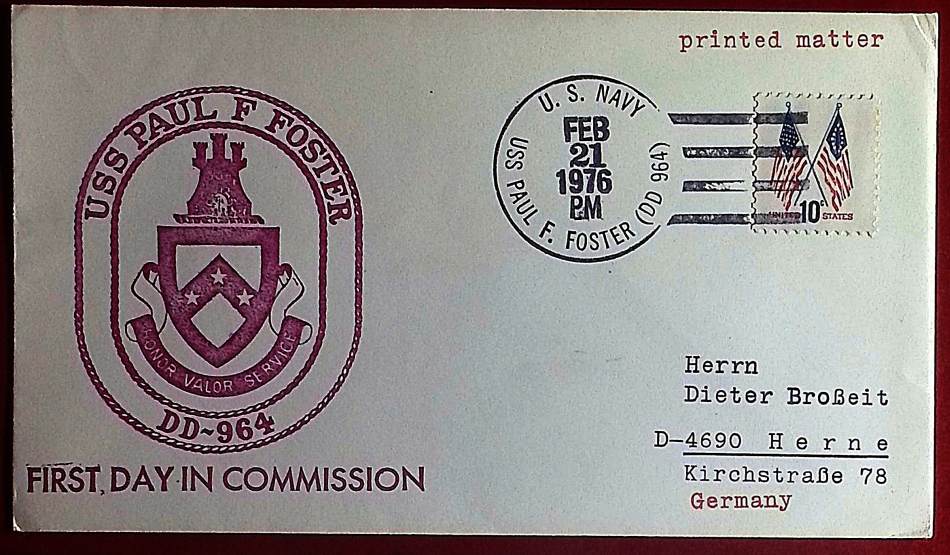 printed matter
USS PAUL F FOSTER
HONOR VALOR SERVICE
DD~964
FIRST DAY IN COMMISSION
U. S. NAVY
FEB
21
1976
PM
USS PAUL F. FOSTER (DD 964)
UNITED 10c STATES
Herrn
Dieter Broßeit
D-4690 Herne
Kirchstraße 78
Germany